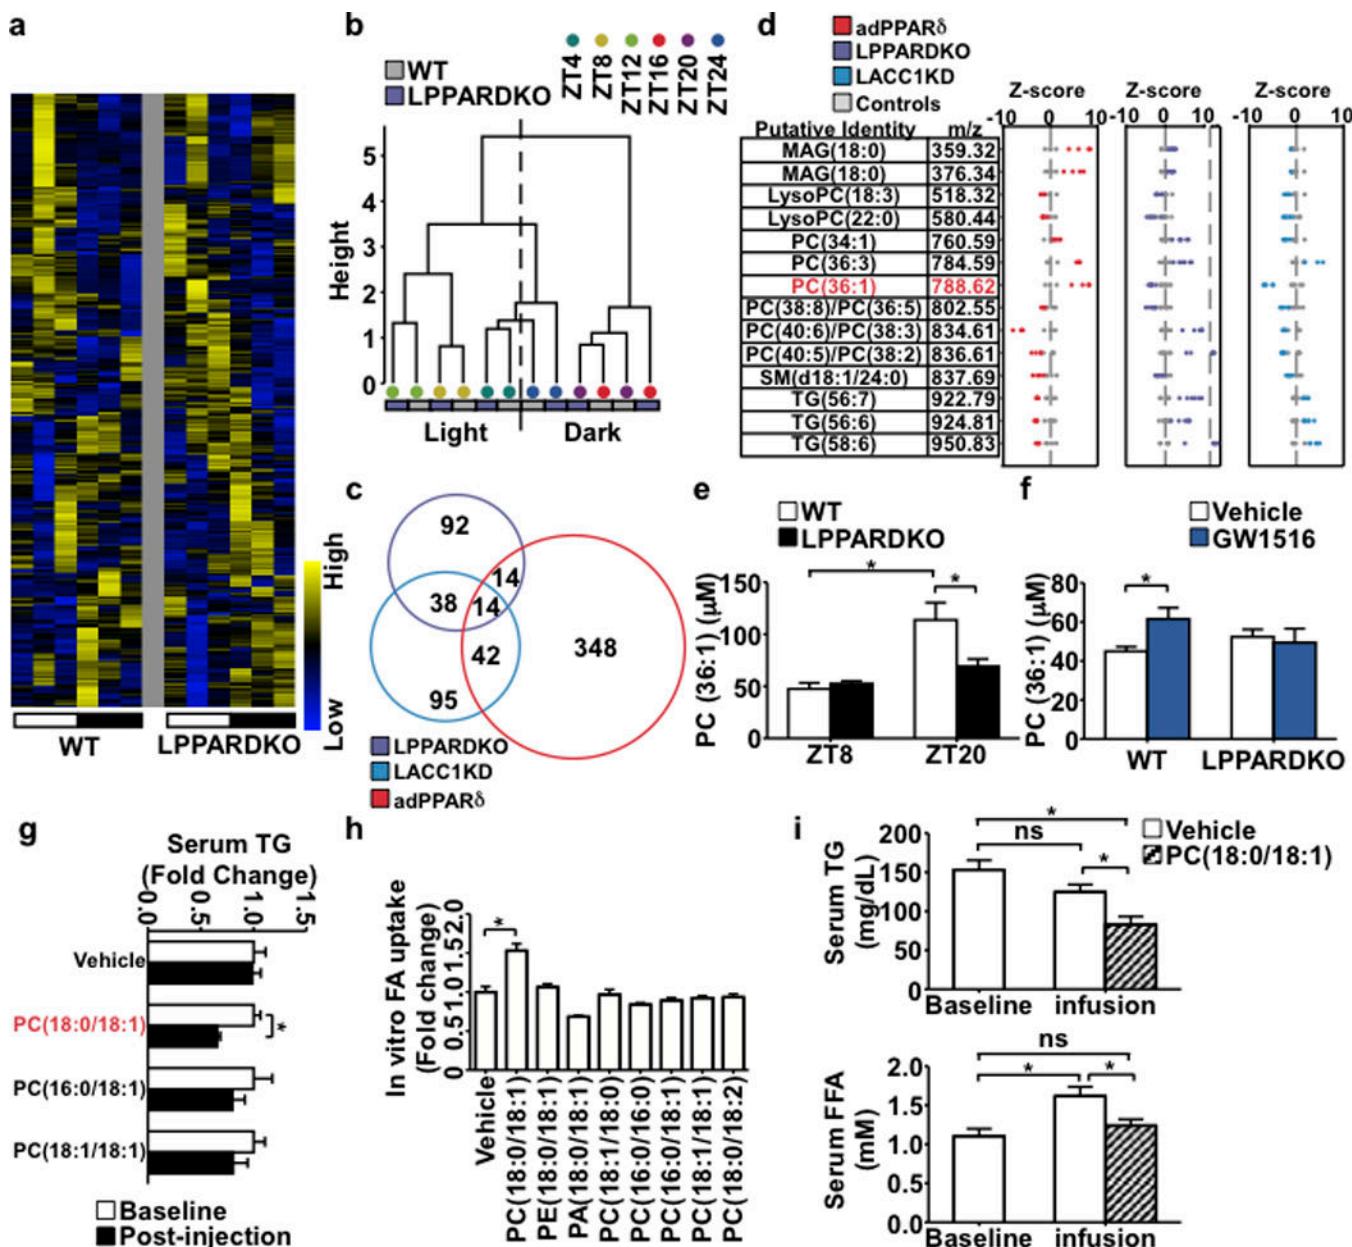 a
High
Low
WT
LPPARDKO
b
WT
LPPARDKO
ZT4
ZT8
ZT12
ZT16
ZT20
ZT24
Height
5
4
3
2
1
0
Light
Dark
c
92
14
38
14
42
348
95
LPPARDKO
LACC1KD
adPPARδ
d
adPPARδ
LPPARDKO
LACC1KD
Controls
Z-score Z-score Z-score
-10 0 10 -10 0 10 -10 0 10
Putative Identity m/z
MAG(18:0) 359.32
MAG(18:0) 376.34
LysoPC(18:3) 518.32
LysoPC(22:0) 580.44
PC(34:1) 760.59
PC(36:3) 784.59
PC(36:1) 788.62
PC(38:8)/PC(36:5) 802.55
PC(40:6)/PC(38:3) 834.61
PC(40:5)/PC(38:2) 836.61
SM(d18:1/24:0) 837.69
TG(56:7) 922.79
TG(56:6) 924.81
TG(58:6) 950.83
e
WT
LPPARDKO
PC (36:1) (μM)
150
100
50
0
* *
ZT8 ZT20
f
Vehicle
GW1516
PC (36:1) (μM)
80
60
40
20
0
*
WT LPPARDKO
g
Serum TG
(Fold Change)
0.0 0.5 1.0 1.5
Vehicle
PC(18:0/18:1) *
PC(16:0/18:1)
PC(18:1/18:1)
Baseline
Post-injection
h
In vitro FA uptake
(Fold change)
2.0
1.5
1.0
0.5
0
*
Vehicle
PC(18:0/18:1)
PE(18:0/18:1)
PA(18:0/18:1)
PC(18:1/18:0)
PC(16:0/16:0)
PC(16:0/18:1)
PC(18:1/18:1)
PC(18:0/18:2)
i
Vehicle
PC(18:0/18:1)
Serum TG
(mg/dL)
200
150
100
50
0
*
ns
*
Baseline infusion
Serum FFA
(mM)
2.0
1.5
1.0
0.5
0.0
ns
* *
Baseline infusion